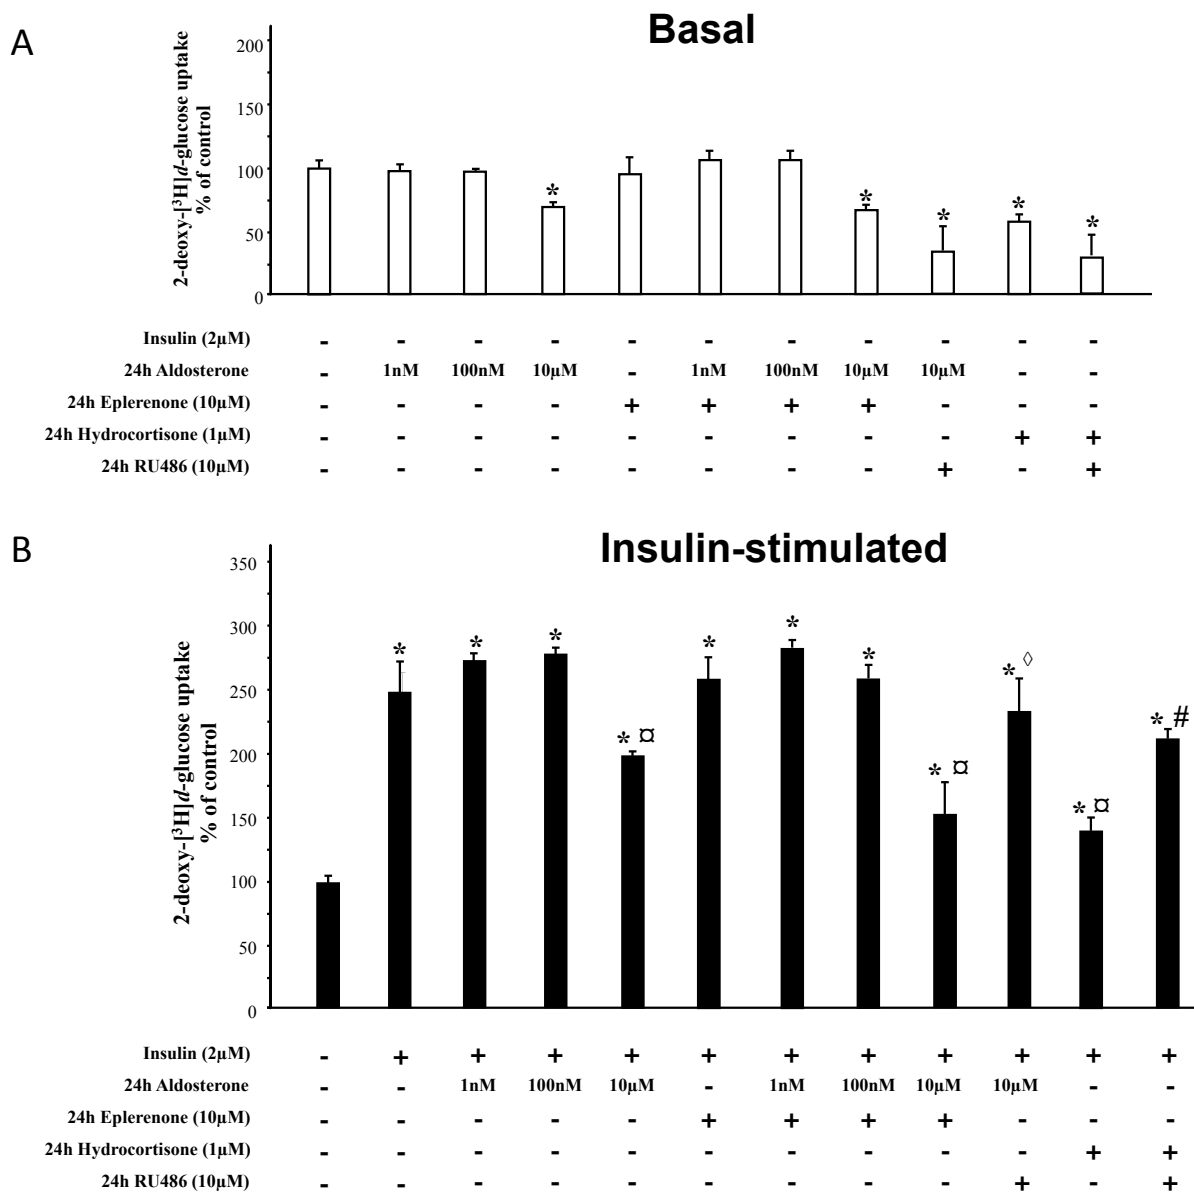 A
Basal
2-deoxy-[³H]d-glucose uptake
% of control
200
150
100
50
0
* * * * *
Insulin (2µM) - - - - - - - - - - -
24h Aldosterone - 1nM 100nM 10µM - 1nM 100nM 10µM 10µM - -
24h Eplerenone (10µM) - - - - + + + + - - -
24h Hydrocortisone (1µM) - - - - - - - - - + +
24h RU486 (10µM) - - - - - - - - + - +
B
Insulin-stimulated
2-deoxy-[³H]d-glucose uptake
% of control
350
300
250
200
150
100
50
0
* * * *¤ * * * *¤ *◊ *¤ *#
Insulin (2µM) - + + + + + + + + + + +
24h Aldosterone - - 1nM 100nM 10µM - 1nM 100nM 10µM 10µM - -
24h Eplerenone (10µM) - - - - - + + + + - - -
24h Hydrocortisone (1µM) - - - - - - - - - - + +
24h RU486 (10µM) - - - - - - - - - + - +